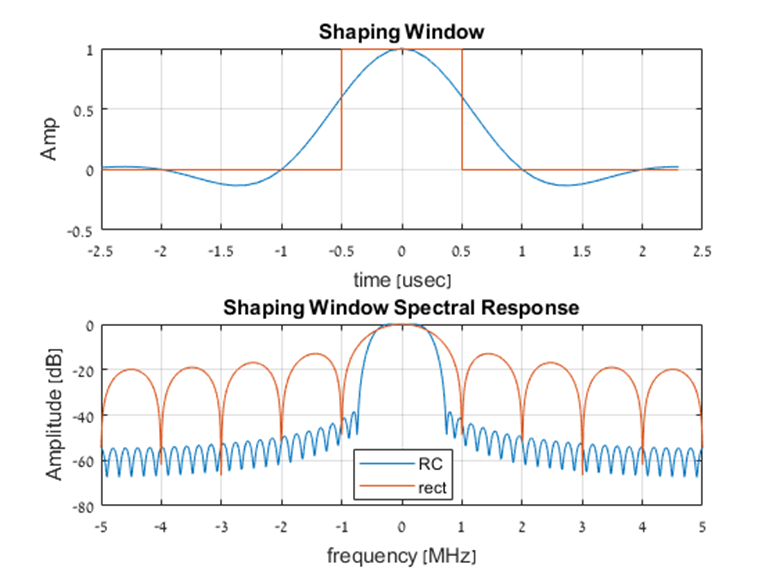 Shaping Window
1
0.5
0
-0.5
Amp
-2.5 -2 -1.5 -1 -0.5 0 0.5 1 1.5 2 2.5
time [usec]
Shaping Window Spectral Response
0
-20
-40
-60
-80
Amplitude [dB]
RC
rect
-5 -4 -3 -2 -1 0 1 2 3 4 5
frequency [MHz]